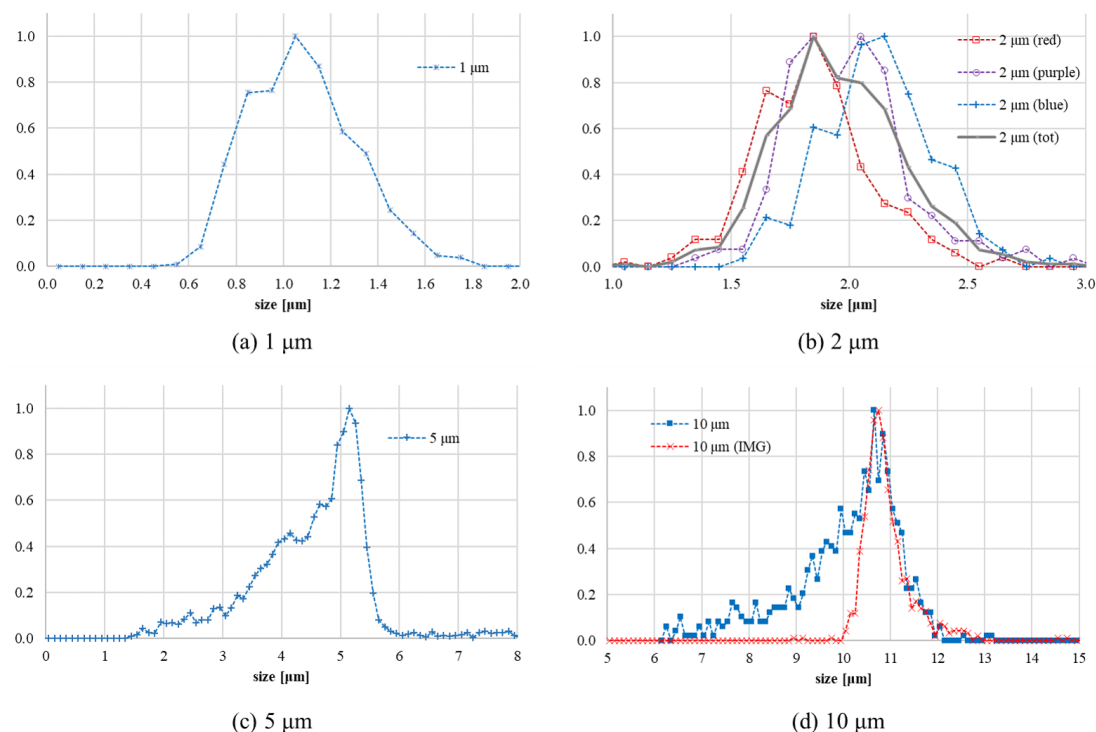 1.0
0.8
0.6
0.4
0.2
0.0
0.0 0.2 0.4 0.6 0.8 1.0 1.2 1.4 1.6 1.8 2.0
size [µm]
1 µm
(a) 1 µm
1.0
0.8
0.6
0.4
0.2
0.0
1.0 1.5 2.0 2.5 3.0
size [µm]
2 µm (red)
2 µm (purple)
2 µm (blue)
2 µm (tot)
(b) 2 µm
1.0
0.8
0.6
0.4
0.2
0.0
0 1 2 3 4 5 6 7 8
size [µm]
5 µm
(c) 5 µm
1.0
0.8
0.6
0.4
0.2
0.0
5 6 7 8 9 10 11 12 13 14 15
size [µm]
10 µm
10 µm (IMG)
(d) 10 µm